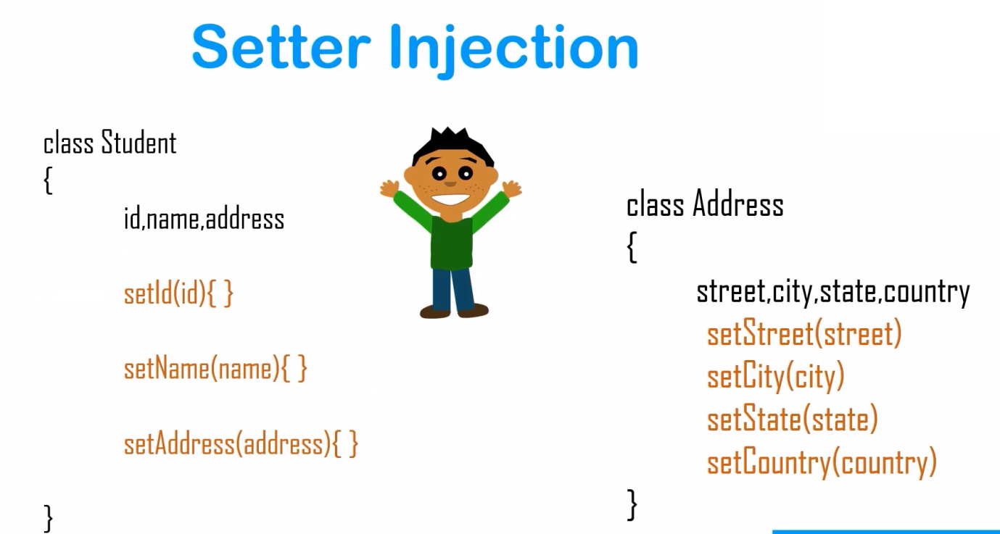 Setter Injection
class Student
{
id,name,address
setId(id){ }
setName(name){ }
setAddress(address){ }
}
class Address
{
street,city,state,country
setStreet(street)
setCity(city)
setState(state)
setCountry(country)
}